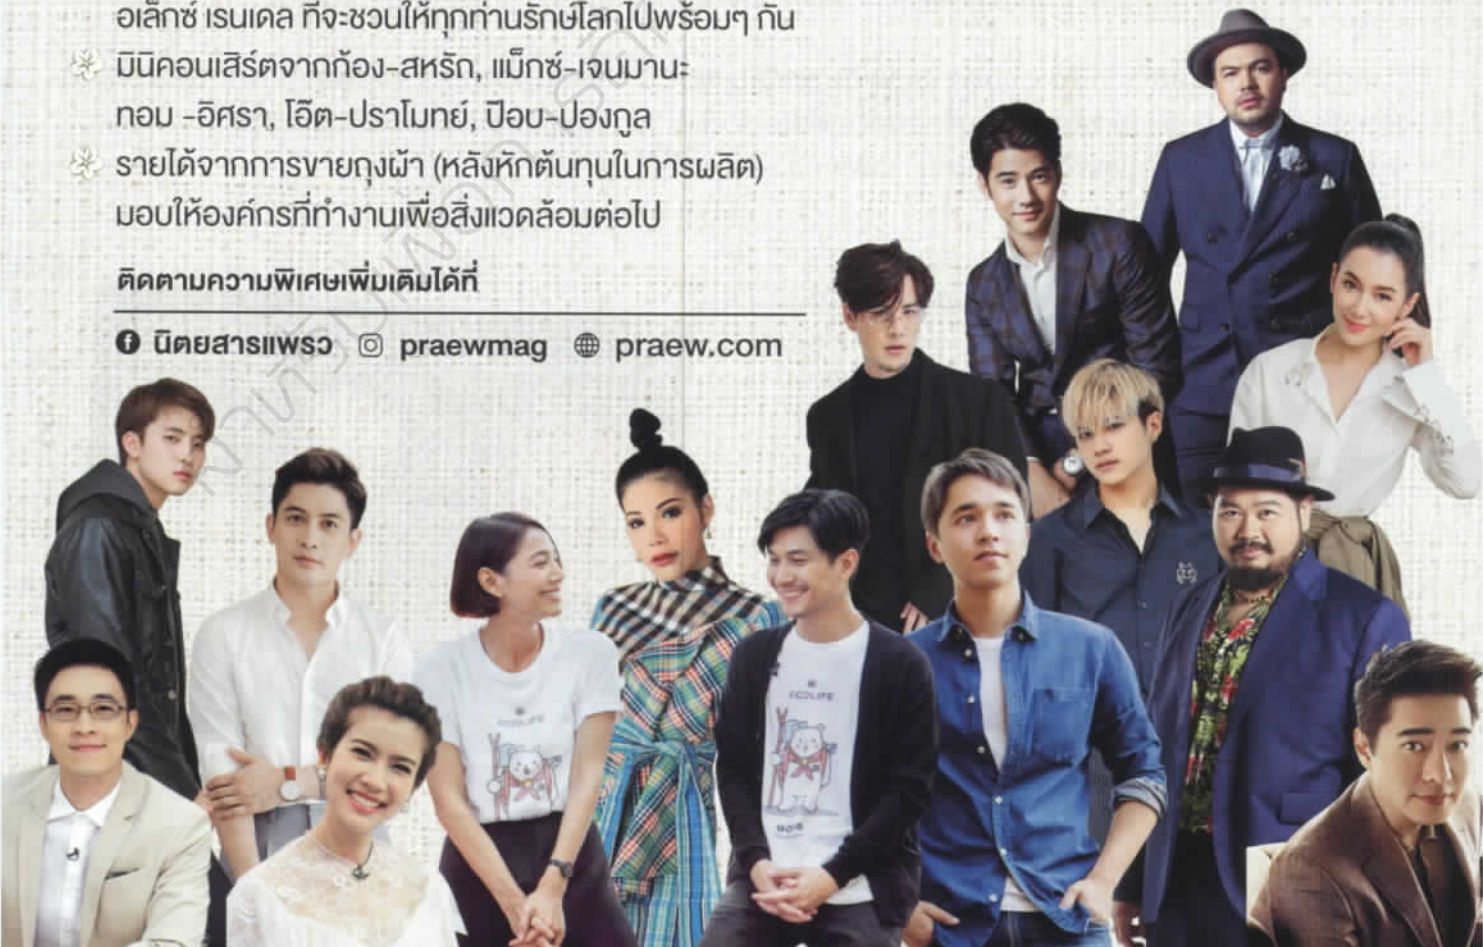 อเล็กซ์ เรนเดล ที่จะชวนให้ทุกท่านรักษ์โลกไปพร้อมๆ กัน
มินิคอนเสิร์ตจากก้อง-สหรัถ, แม็กซ์-เจนมานะ
ทอม -อิศรา, โอ๊ต-ปราโมทย์, ป๊อบ-ปองกูล
รายได้จากการขายถุงผ้า (หลังหักต้นทุนในการผลิต)
มอบให้องค์กรที่ทำงานเพื่อสิ่งแวดล้อมต่อไป
ติดตามความพิเศษเพิ่มเติมได้ที่
นิตยสารแพรว praewmag praew.com
ECOLIFE
ECOLIFE